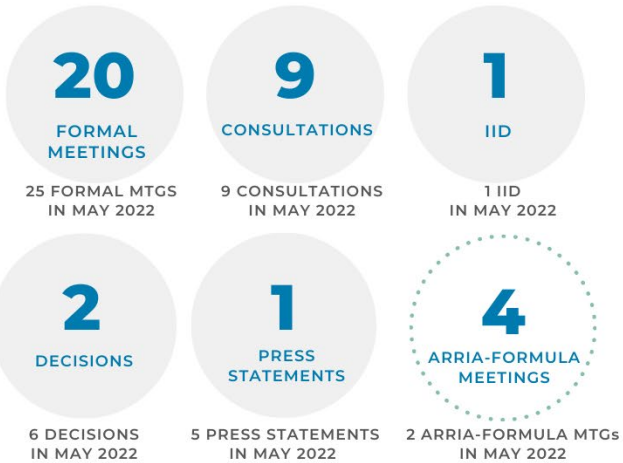 20
FORMAL
MEETINGS
25 FORMAL MTGS
IN MAY 2022
9
CONSULTATIONS
9 CONSULTATIONS
IN MAY 2022
1
IID
1 IID
IN MAY 2022
2
DECISIONS
6 DECISIONS
IN MAY 2022
1
PRESS
STATEMENTS
5 PRESS STATEMENTS
IN MAY 2022
4
ARRIA-FORMULA
MEETINGS
2 ARRIA-FORMULA MTGs
IN MAY 2022